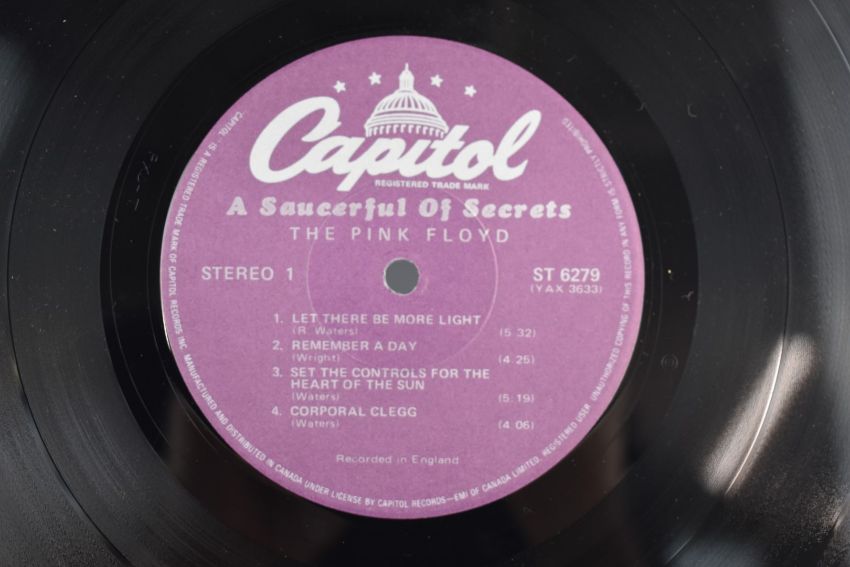 Capitol
REGISTERED TRADE MARK
A Saucerful Of Secrets
THE PINK FLOYD
STEREO 1
ST 6279
(YAX 3633)
1. LET THERE BE MORE LIGHT
(R. Waters) (5:32)
2. REMEMBER A DAY
(Wright) (4.25)
3. SET THE CONTROLS FOR THE
HEART OF THE SUN
(Waters) (5:19)
4. CORPORAL CLEGG
(Waters) (4:06)
Recorded in England
CAPITOL IS A REGISTERED TRADE MARK OF CAPITOL RECORDS INC. MANUFACTURED AND DISTRIBUTED IN CANADA UNDER LICENSE BY CAPITOL RECORDS—EMI OF CANADA LIMITED, REGISTERED USER. UNAUTHORIZED COPYING OF THIS RECORD IN ANY FORM IS STRICTLY PROHIBITED.